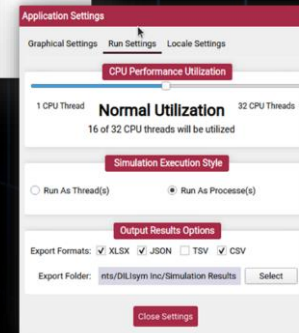 Application Settings
Graphical Settings Run Settings Locale Settings
CPU Performance Utilization
1 CPU Thread Normal Utilization 32 CPU Threads
16 of 32 CPU threads will be utilized
Simulation Execution Style
Run As Thread(s) Run As Processe(s)
Output Results Options
Export Formats: XLSX JSON TSV CSV
Export Folder: nts/DILIsym Inc/Simulation Results Select
Close Settings